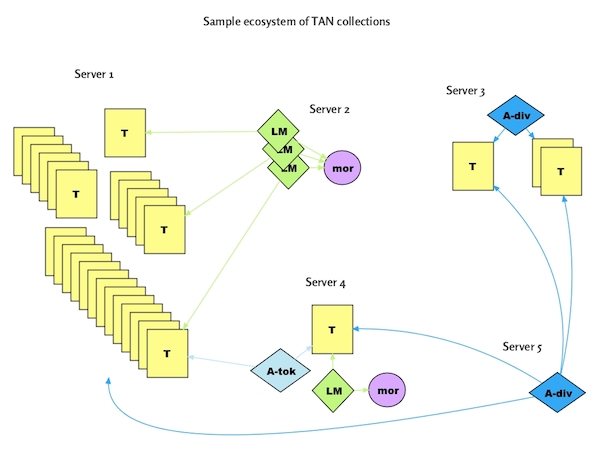 Sample ecosystem of TAN collections
Server 1
Server 2
Server 3
A-div
T
LM
LM
LM
mor
T
T
T
T
Server 4
T
T
A-tok
LM
mor
Server 5
A-div